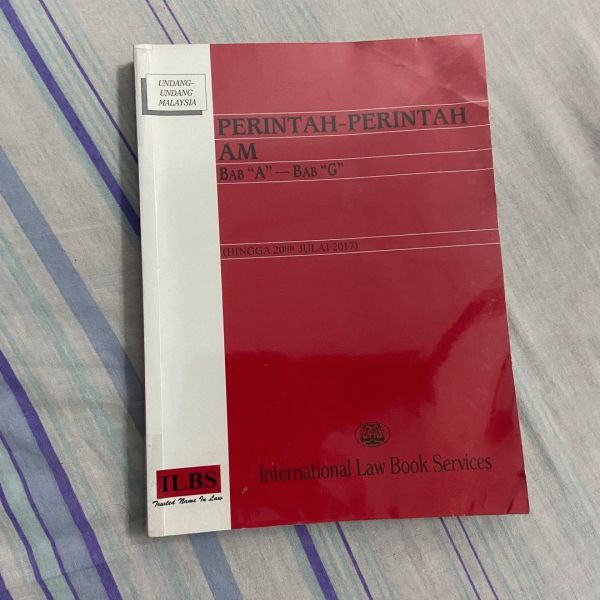 UNDANG-
UNDANG
MALAYSIA
PERINTAH-PERINTAH
AM
BAB “A” — BAB “G”
(HINGGA 20HB JULAI 2017)
International Law Book Services
ILBS
Trusted Name In Law